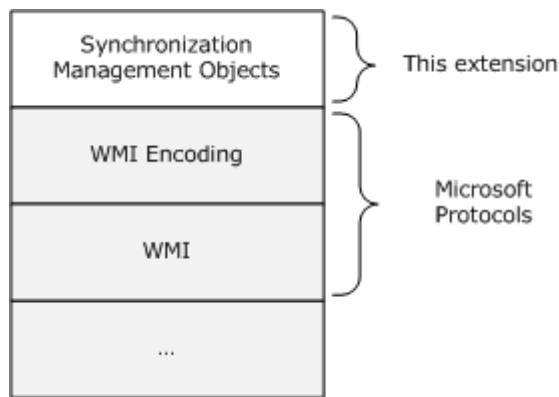 Synchronization
Management Objects
This extension
WMI Encoding
Microsoft
Protocols
WMI
...